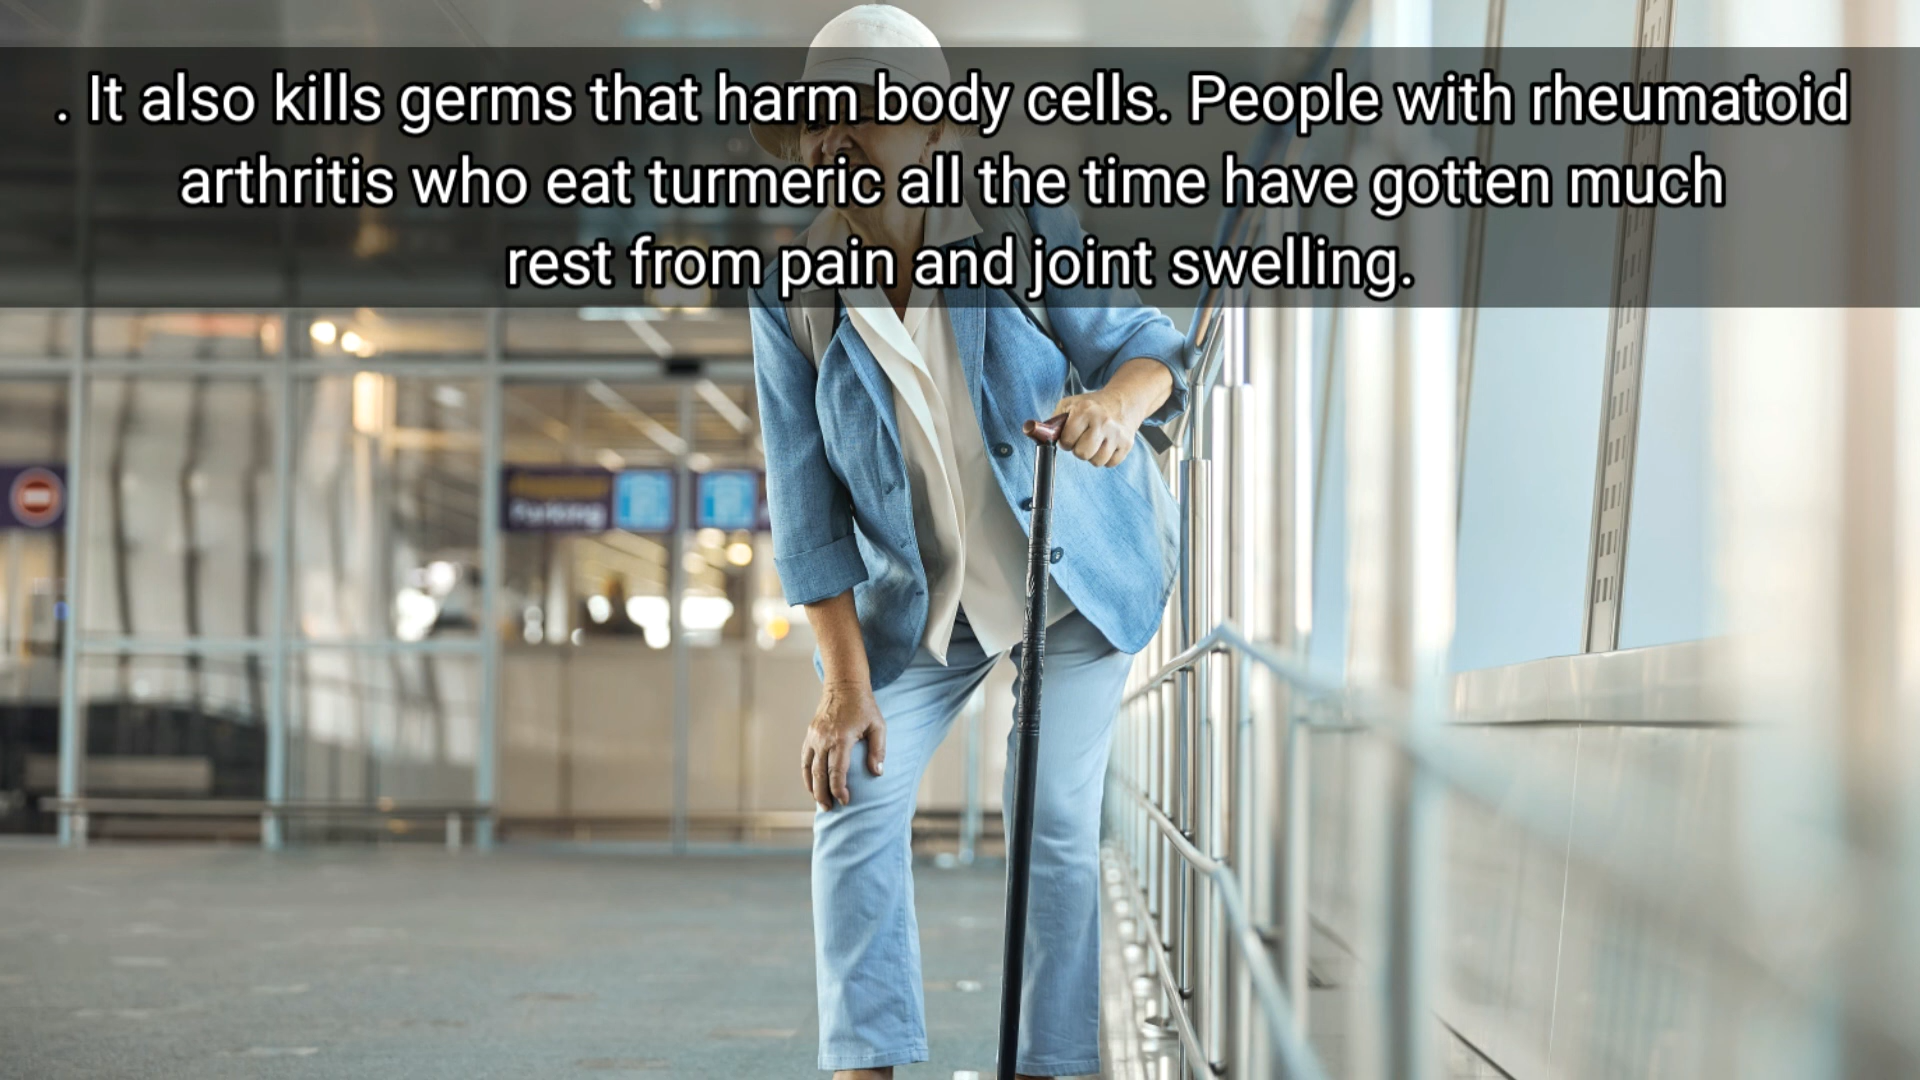 . It also kills germs that harm body cells. People with rheumatoid
arthritis who eat turmeric all the time have gotten much
rest from pain and joint swelling.
Parking